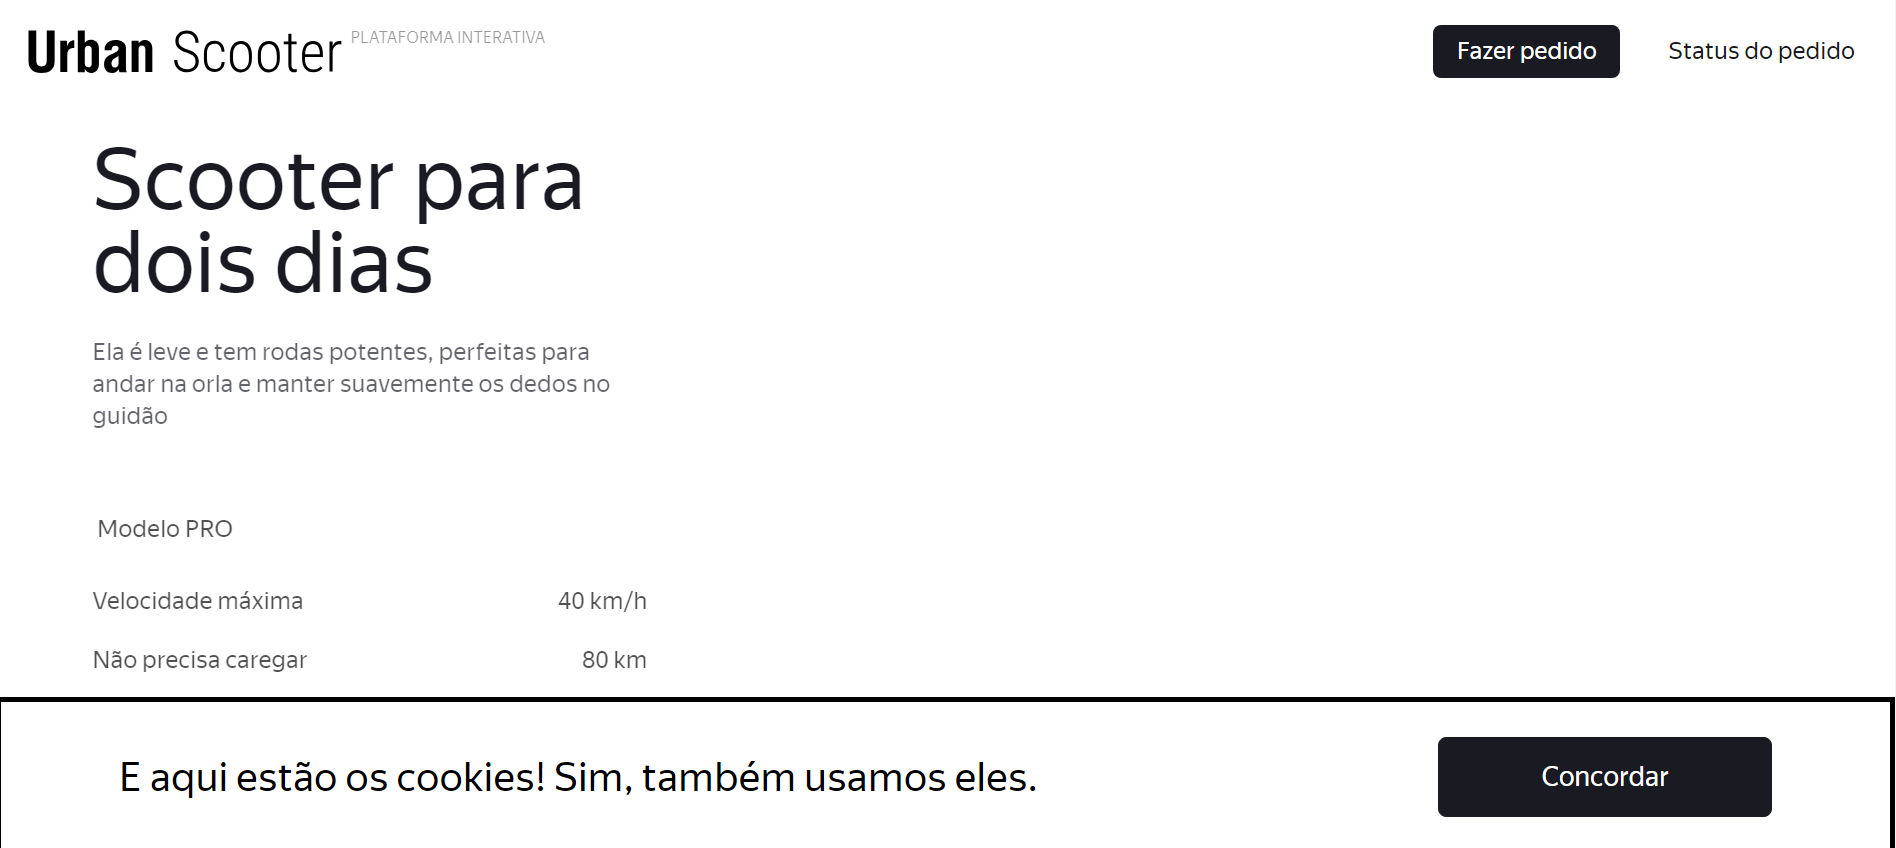 Urban Scooter PLATAFORMA INTERATIVA
Fazer pedido
Status do pedido
Scooter para
dois dias
Ela é leve e tem rodas potentes, perfeitas para
andar na orla e manter suavemente os dedos no
guidão
Modelo PRO
Velocidade máxima 40 km/h
Não precisa caregar 80 km
E aqui estão os cookies! Sim, também usamos eles.
Concordar